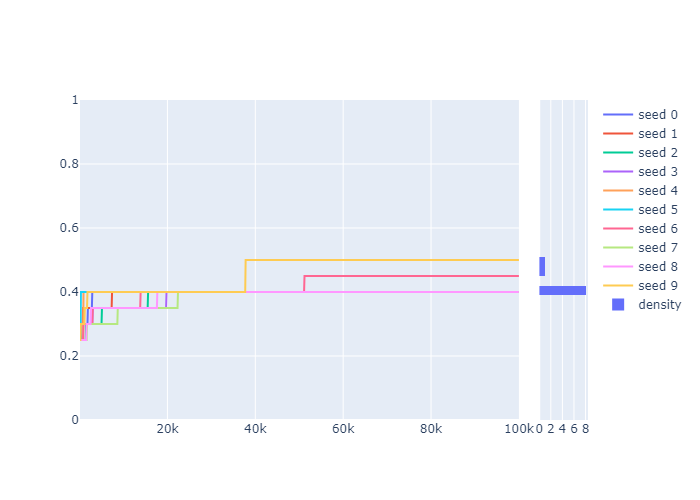 1
0.8
0.6
0.4
0.2
0
20k
40k
60k
80k
100k
0 2 4 6 8
seed 0
seed 1
seed 2
seed 3
seed 4
seed 5
seed 6
seed 7
seed 8
seed 9
density